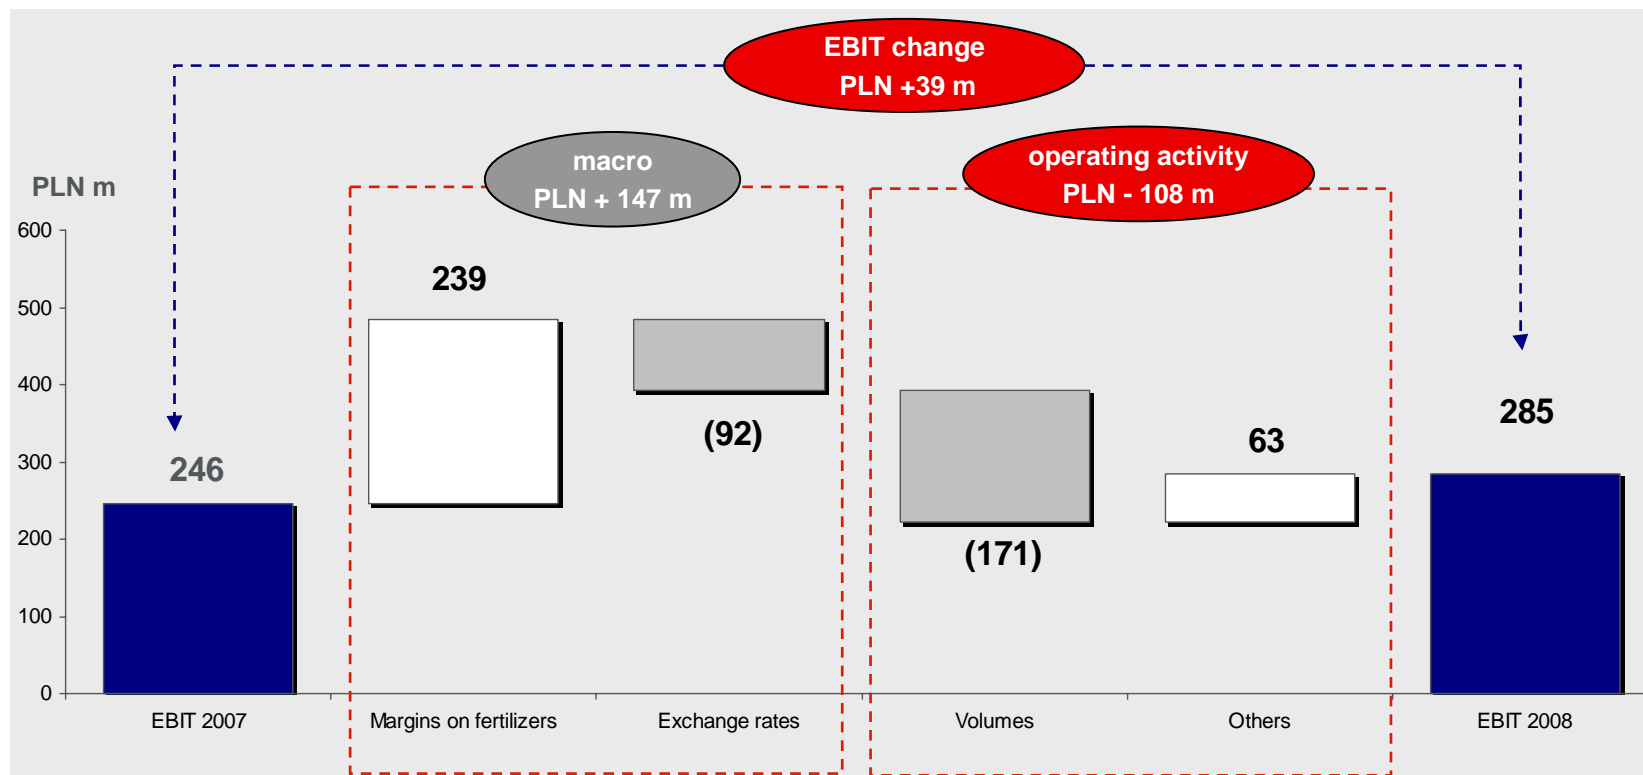 EBIT change
PLN +39 m
macro
PLN + 147 m
operating activity
PLN - 108 m
PLN m
600
500
400
300
200
100
0
246
239
(92)
(171)
63
285
EBIT 2007
Margins on fertilizers
Exchange rates
Volumes
Others
EBIT 2008